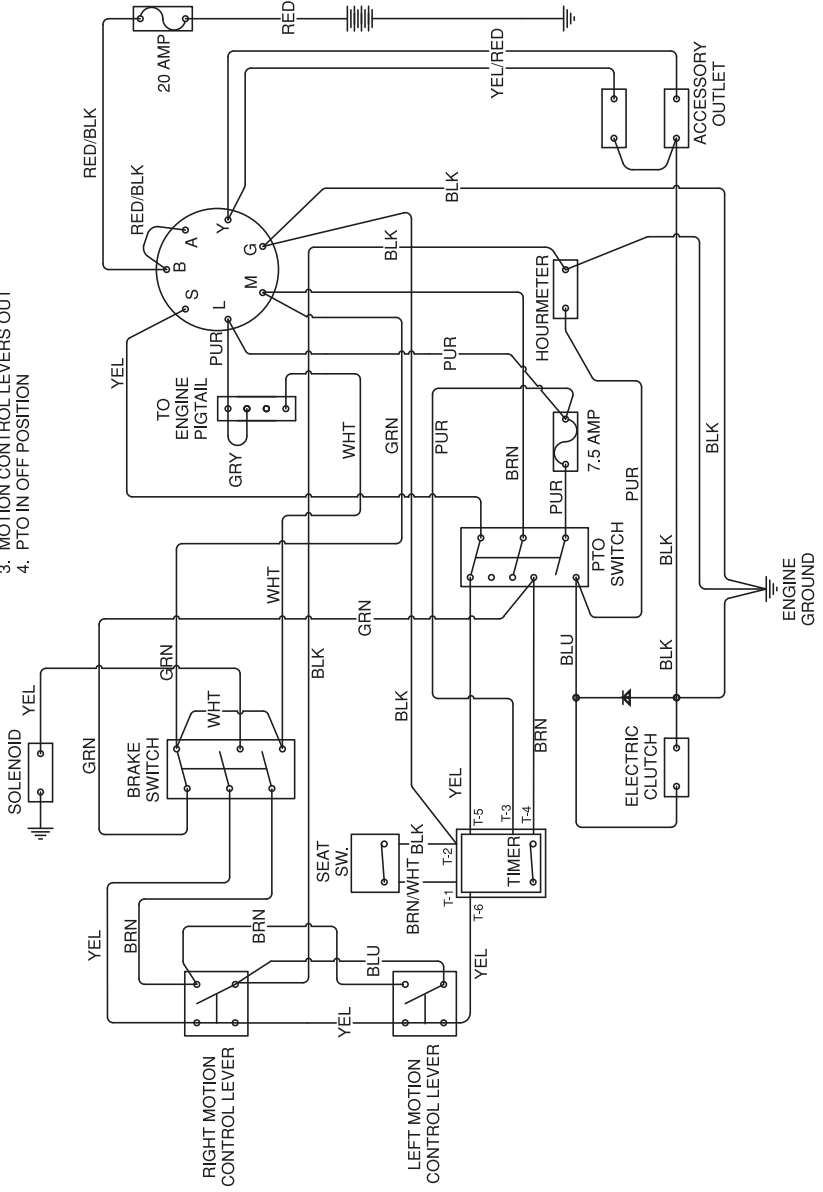 3. MOTION CONTROL LEVERS OUT
4. PTO IN OFF POSITION
RED
20 AMP
RED/BLK
RED/BLK
YEL/RED
ACCESSORY
OUTLET
B
A
Y
S
G
L
M
BLK
BLK
YEL
PUR
TO
ENGINE
PIGTAIL
GRY
WHT
GRN
PUR
PUR
HOURMETER
BRN
7.5 AMP
PUR
PUR
BLK
PTO
SWITCH
BLK
ENGINE
GROUND
WHT
GRN
BLU
BLK
SOLENOID
YEL
GRN
WHT
BLK
BLK
GRN
BRAKE
SWITCH
BRN
ELECTRIC
CLUTCH
YEL
SEAT
SW.
BLK
BRN/WHT
T-2
T-1
T-5
T-3
T-4
T-6
TIMER
YEL
BRN
BRN
BLU
YEL
YEL
RIGHT MOTION
CONTROL LEVER
LEFT MOTION
CONTROL LEVER